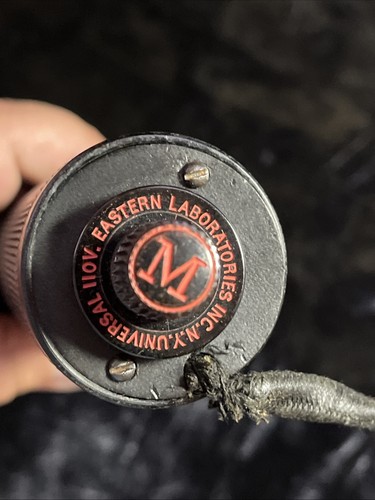 EASTERN LABORATORIES INC. N.Y. UNIVERSAL 110V.
M